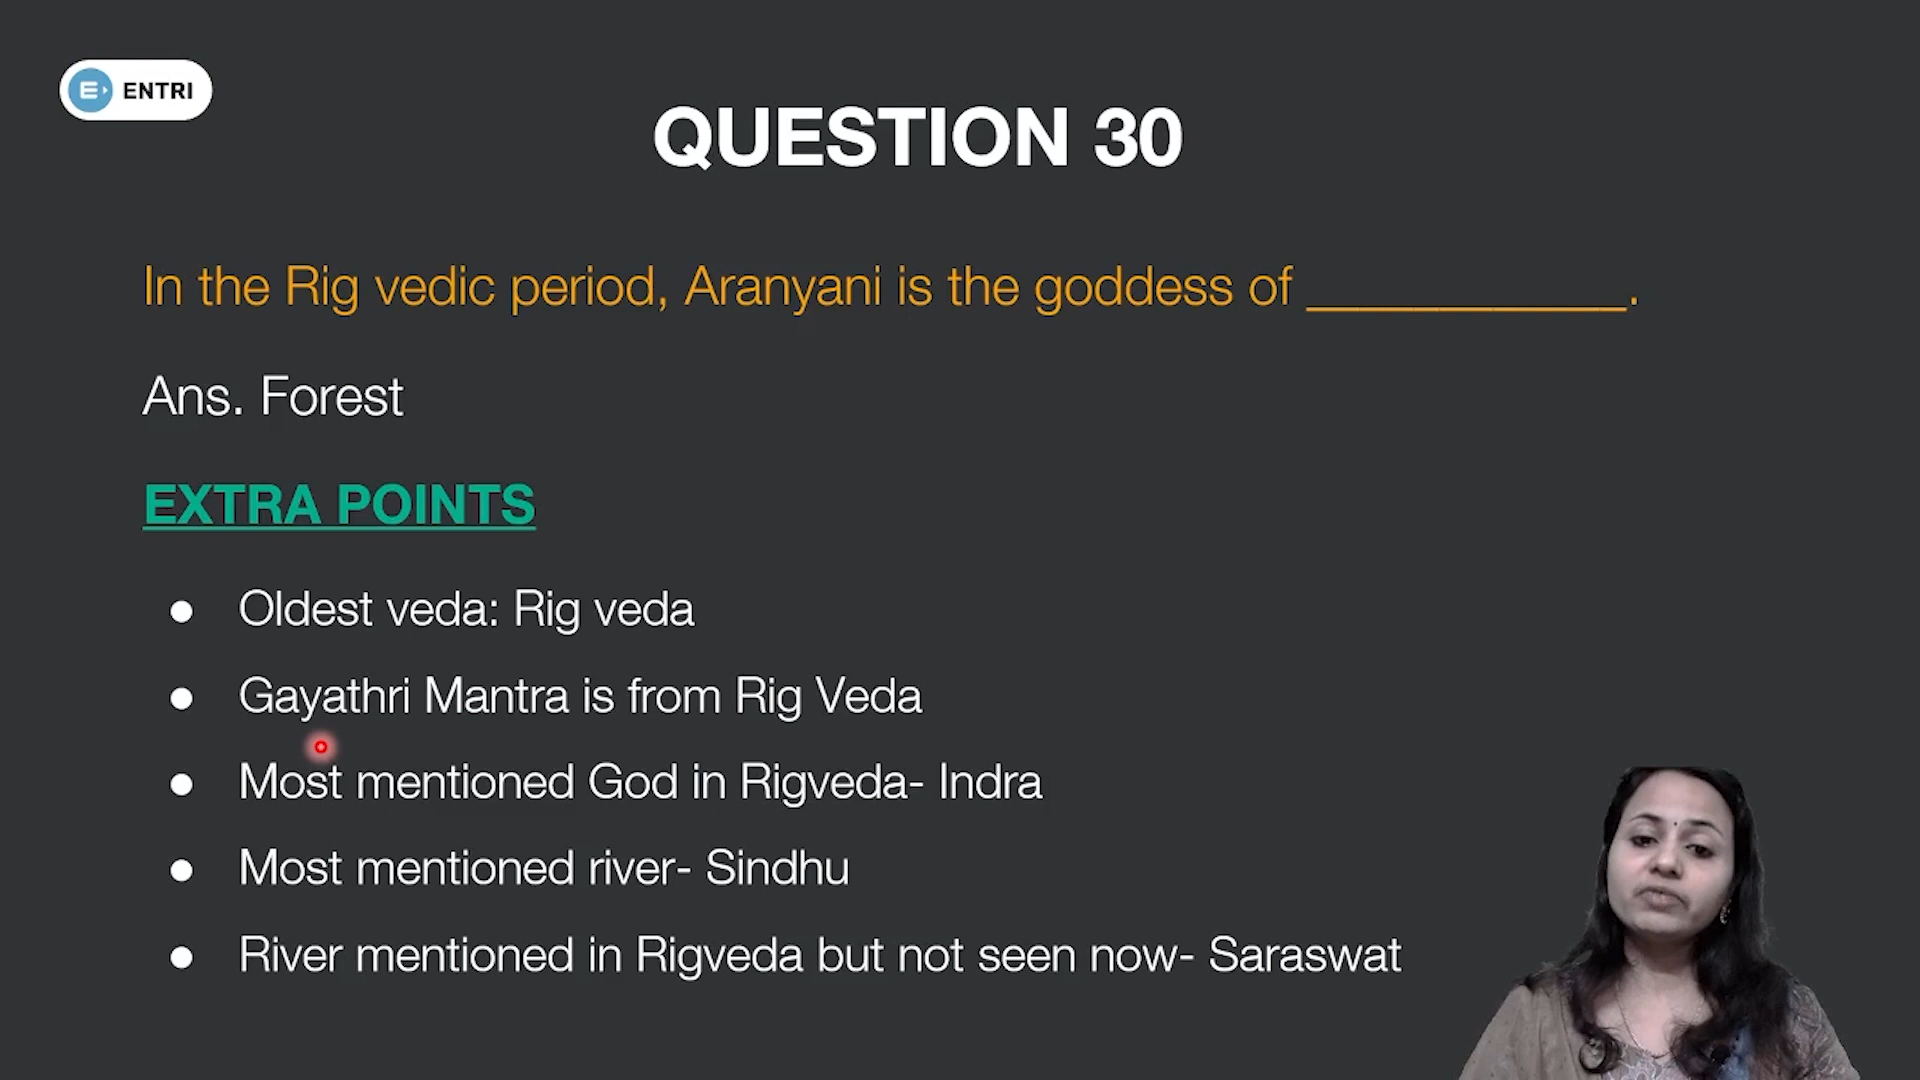 ENTRI
QUESTION 30
In the Rig vedic period, Aranyani is the goddess of ____________.
Ans. Forest
EXTRA POINTS
● Oldest veda: Rig veda
● Gayathri Mantra is from Rig Veda
● Most mentioned God in Rigveda- Indra
● Most mentioned river- Sindhu
● River mentioned in Rigveda but not seen now- Saraswat